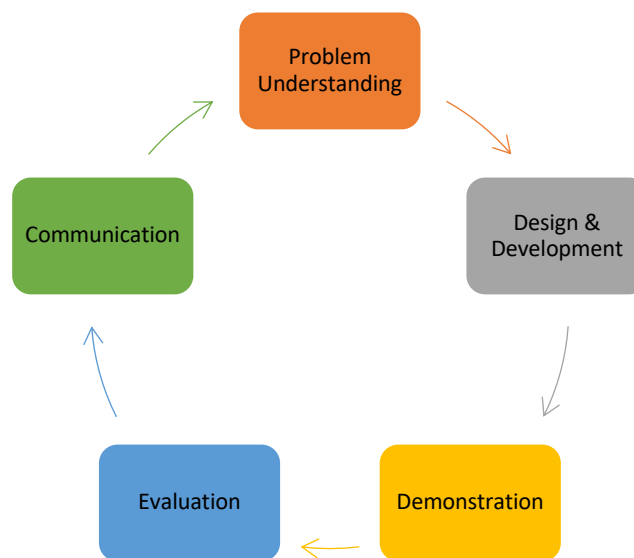 Problem
Understanding
Design &
Development
Demonstration
Evaluation
Communication